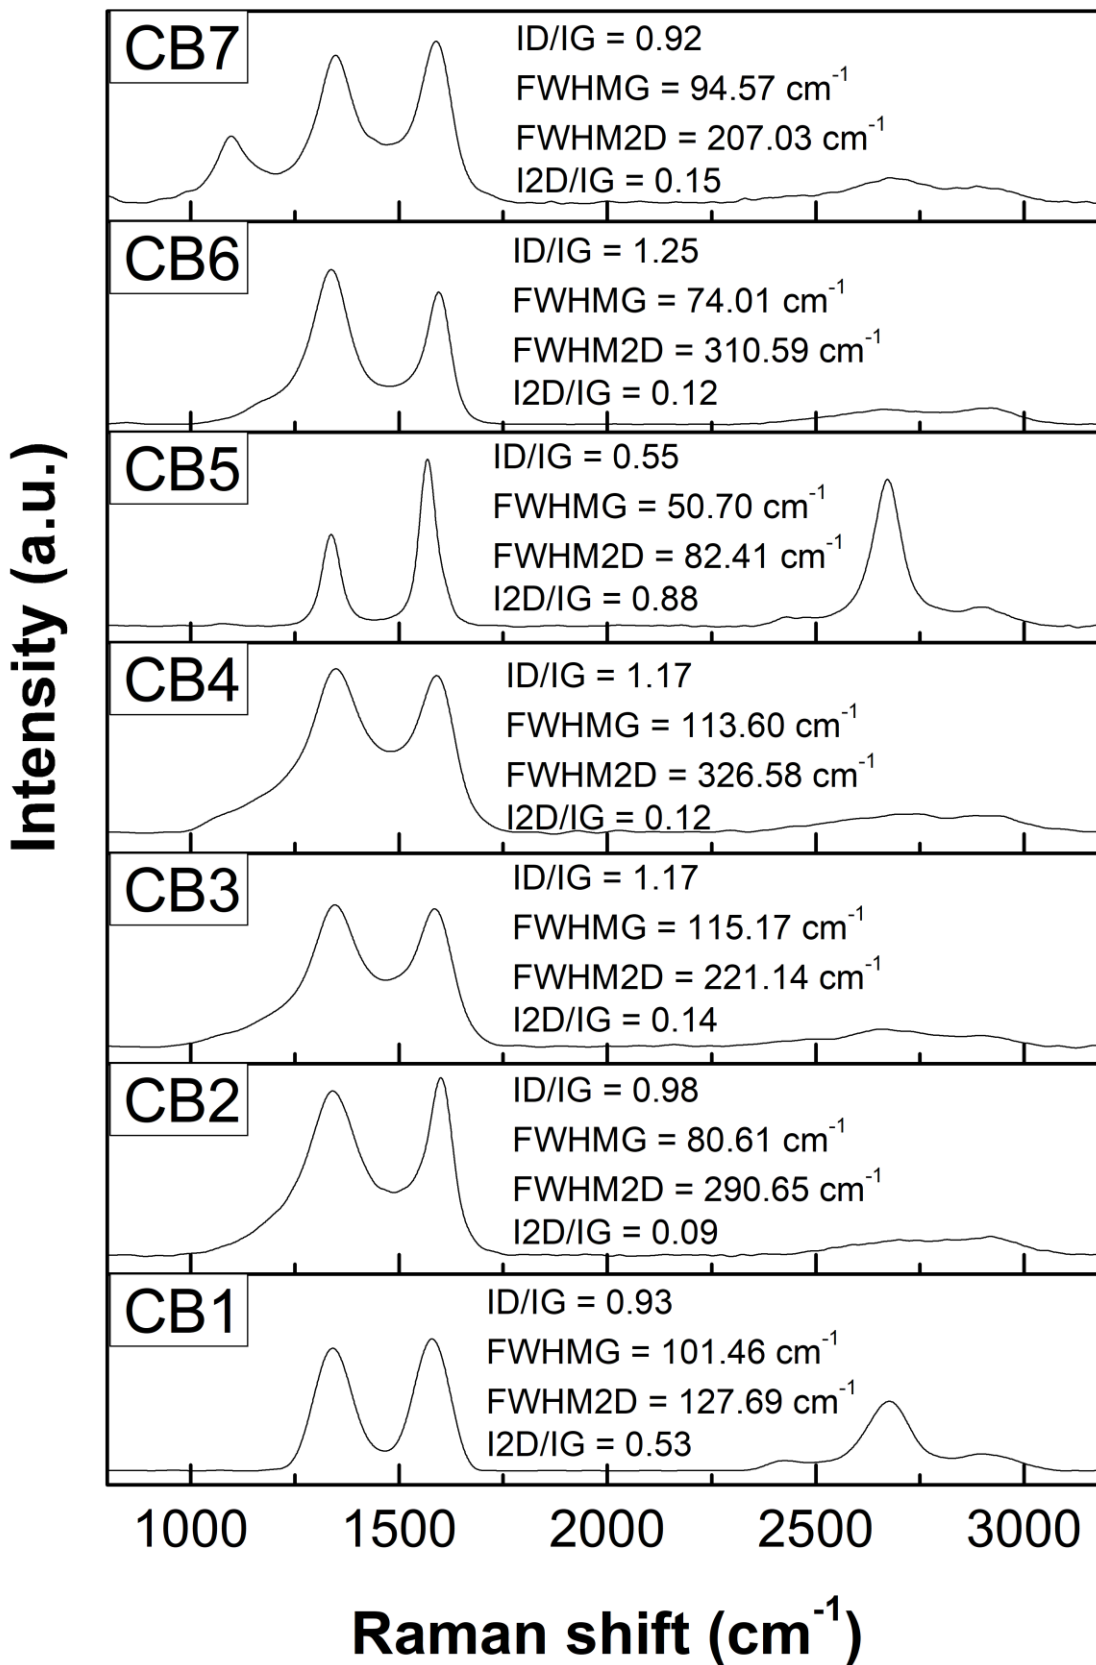 CB7
ID/IG = 0.92
FWHMG = 94.57 cm⁻¹
FWHM2D = 207.03 cm⁻¹
I2D/IG = 0.15
CB6
ID/IG = 1.25
FWHMG = 74.01 cm⁻¹
FWHM2D = 310.59 cm⁻¹
I2D/IG = 0.12
CB5
ID/IG = 0.55
FWHMG = 50.70 cm⁻¹
FWHM2D = 82.41 cm⁻¹
I2D/IG = 0.88
CB4
ID/IG = 1.17
FWHMG = 113.60 cm⁻¹
FWHM2D = 326.58 cm⁻¹
I2D/IG = 0.12
CB3
ID/IG = 1.17
FWHMG = 115.17 cm⁻¹
FWHM2D = 221.14 cm⁻¹
I2D/IG = 0.14
CB2
ID/IG = 0.98
FWHMG = 80.61 cm⁻¹
FWHM2D = 290.65 cm⁻¹
I2D/IG = 0.09
CB1
ID/IG = 0.93
FWHMG = 101.46 cm⁻¹
FWHM2D = 127.69 cm⁻¹
I2D/IG = 0.53
Intensity (a.u.)
1000 1500 2000 2500 3000
Raman shift (cm⁻¹)